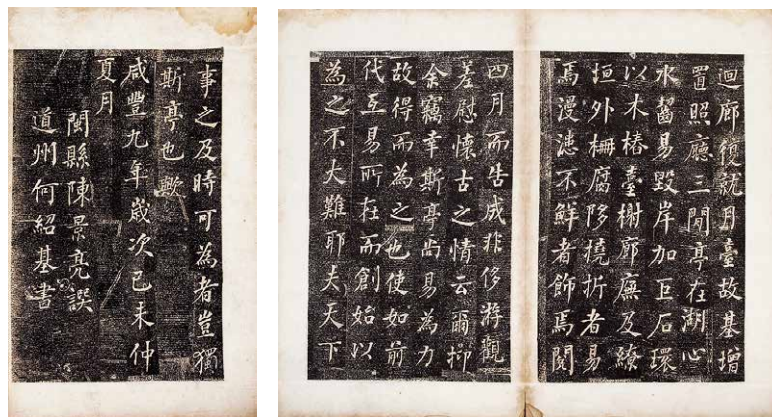 迴廊復就月臺故基增
置照廳三閒亭在湖心
水齧易毀岸加巨石環
以木樁臺榭廊廡及繚
垣外柵腐陊橈折者易
焉漫漶不鮮者飾焉閱
四月而告成非侈游觀
差慰懷古之情云爾抑
余竊幸斯亭尚易為力
故得而為之也使如前
代互易所在而創始以
為之不大難耶夫天下
事之及時可為者豈獨
斯亭也歟
咸豐九年歲次己未仲
夏月
閩縣陳景亮譔
道州何紹基書